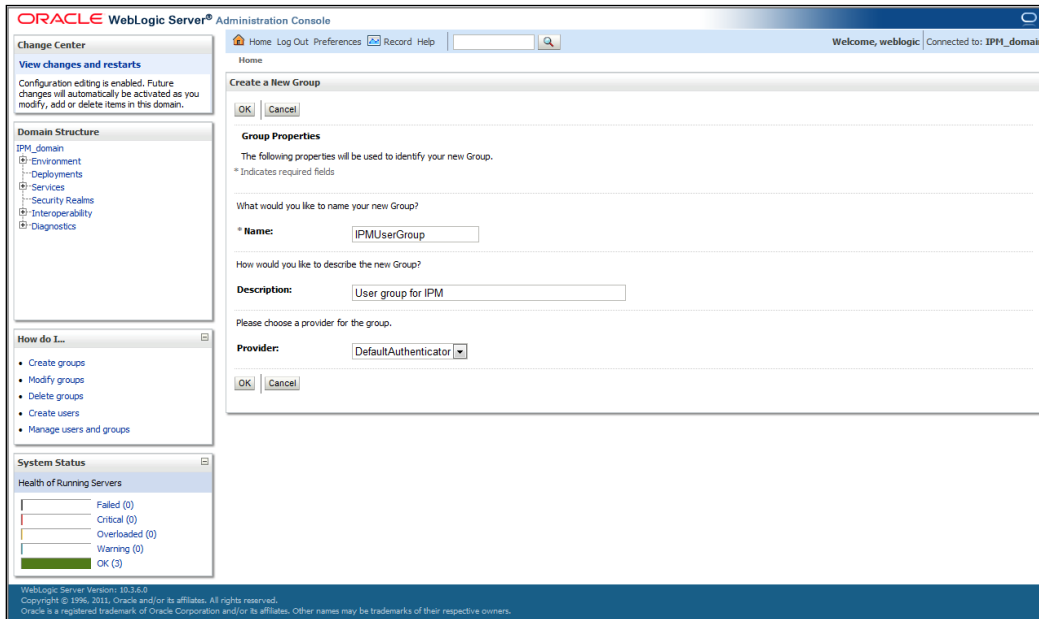 ORACLE WebLogic Server® Administration Console
Change Center
View changes and restarts
Configuration editing is enabled. Future
changes will automatically be activated as you
modify, add or delete items in this domain.
Domain Structure
IPM_domain
Environment
Deployments
Services
Security Realms
Interoperability
Diagnostics
How do I...
Create groups
Modify groups
Delete groups
Create users
Manage users and groups
System Status
Health of Running Servers
Failed (0)
Critical (0)
Overloaded (0)
Warning (0)
OK (3)
Home Log Out Preferences Record Help
Welcome, weblogic Connected to: IPM_domain
Home
Create a New Group
OK Cancel
Group Properties
The following properties will be used to identify your new Group.
* Indicates required fields
What would you like to name your new Group?
* Name: IPMUserGroup
How would you like to describe the new Group?
Description: User group for IPM
Please choose a provider for the group.
Provider: DefaultAuthenticator
OK Cancel
WebLogic Server Version: 10.3.6.0
Copyright © 1996, 2011, Oracle and/or its affiliates. All rights reserved.
Oracle is a registered trademark of Oracle Corporation and/or its affiliates. Other names may be trademarks of their respective owners.